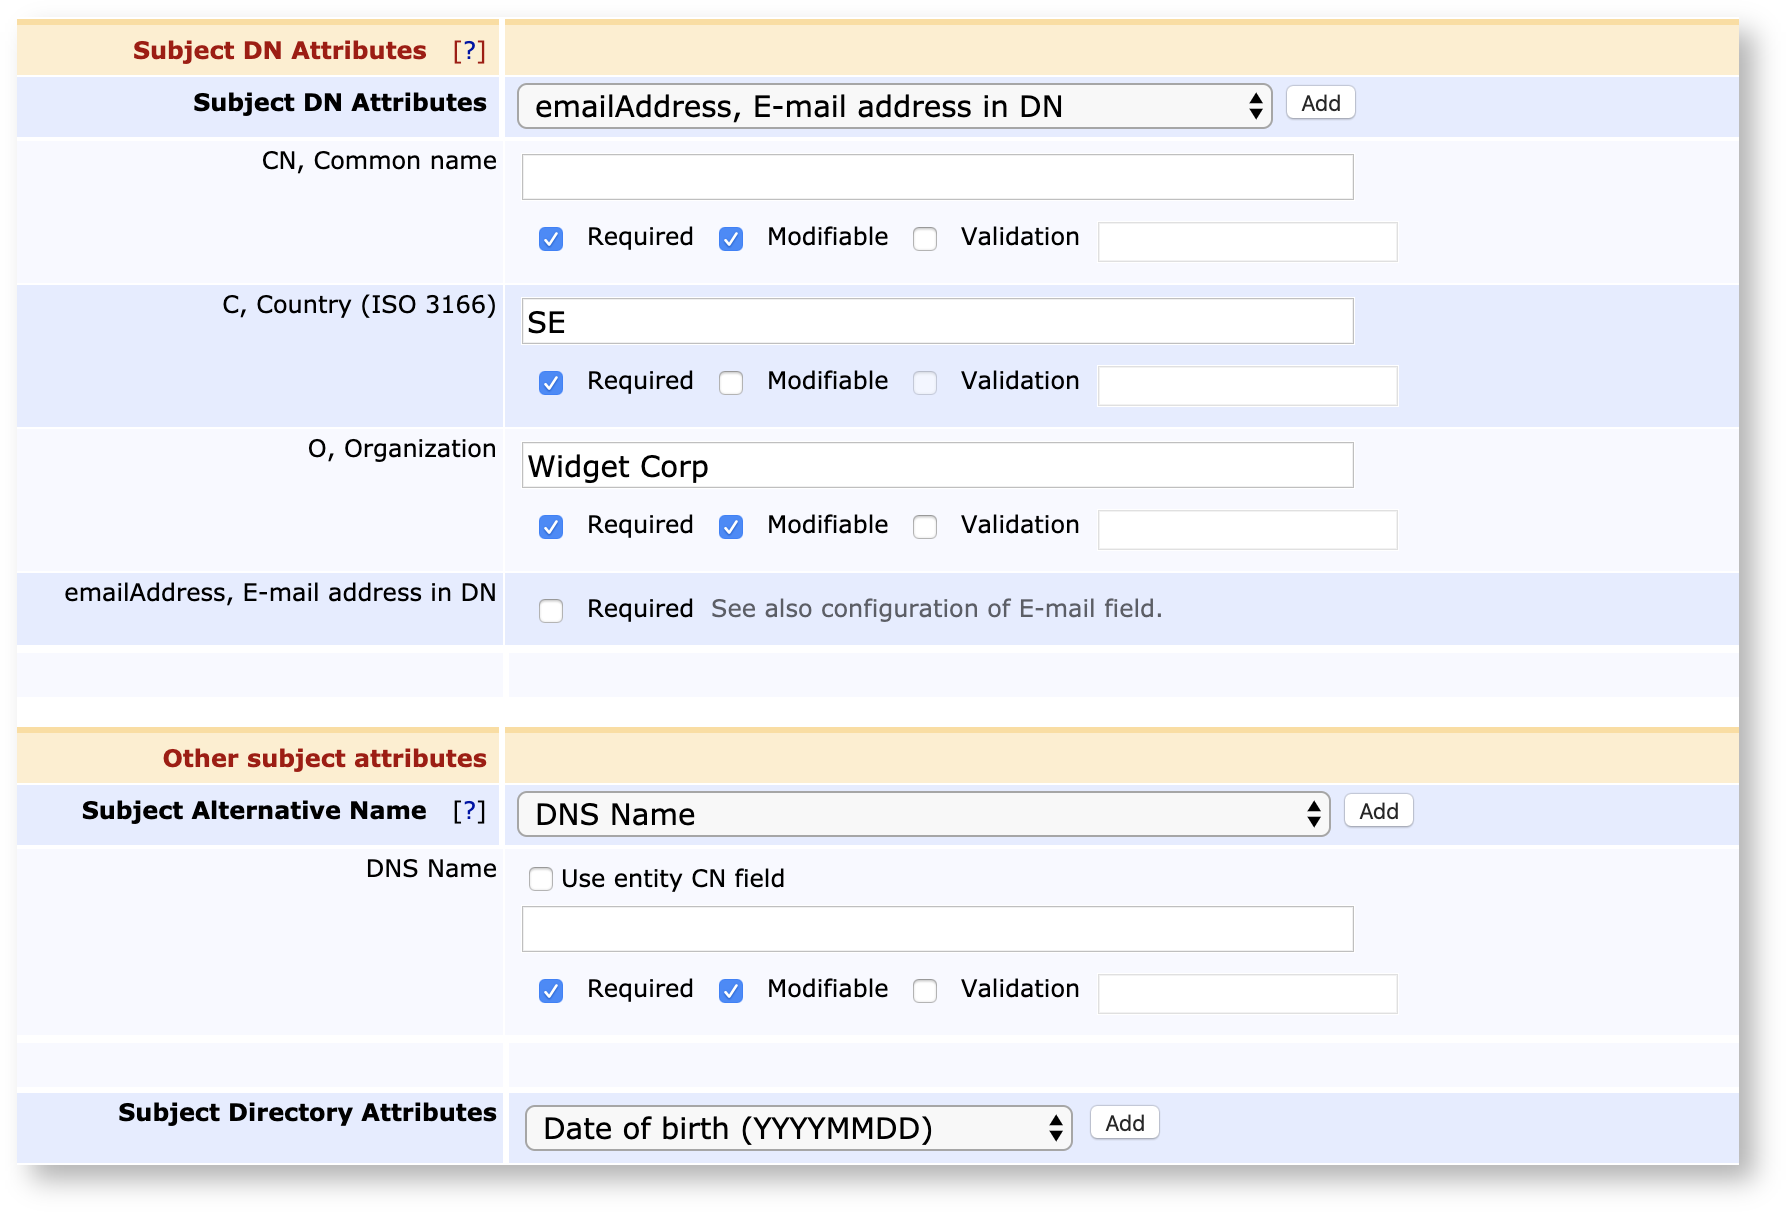 Subject DN Attributes [?]
Subject DN Attributes emailAddress, E-mail address in DN Add
CN, Common name
Required Modifiable Validation
C, Country (ISO 3166) SE
Required Modifiable Validation
O, Organization Widget Corp
Required Modifiable Validation
emailAddress, E-mail address in DN Required See also configuration of E-mail field.
Other subject attributes
Subject Alternative Name [?] DNS Name Add
DNS Name Use entity CN field
Required Modifiable Validation
Subject Directory Attributes Date of birth (YYYYMMDD) Add